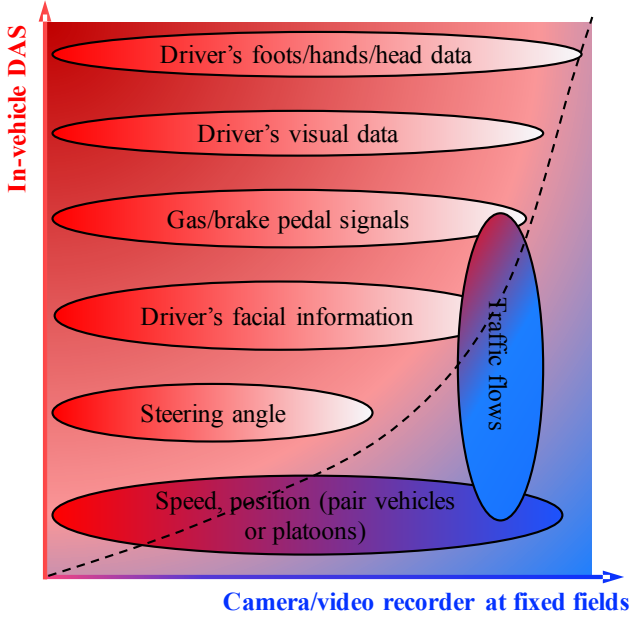 In-vehicle DAS
Driver's foots/hands/head data
Driver's visual data
Gas/brake pedal signals
Driver's facial information
Traffic flows
Steering angle
Speed, position (pair vehicles
or platoons)
Camera/video recorder at fixed fields